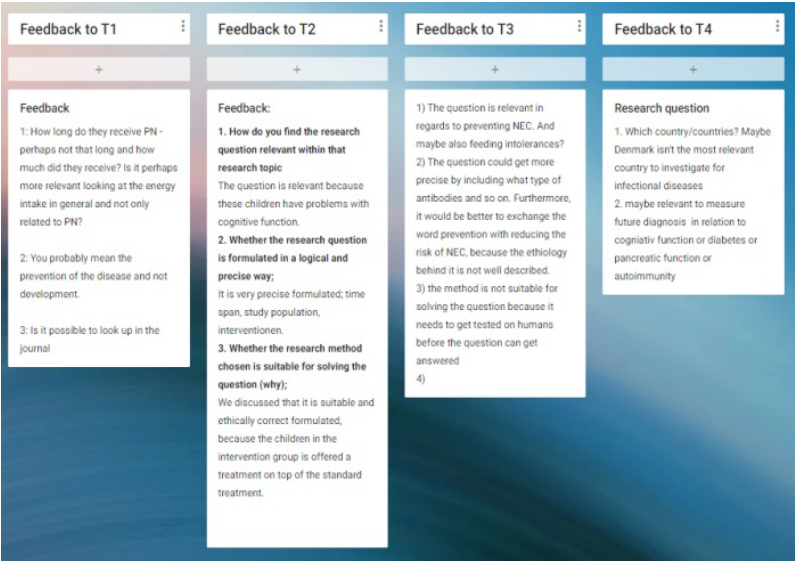 Feedback to T1
+
Feedback
1: How long do they receive PN -
perhaps not that long and how
much did they receive? Is it perhaps
more relevant looking at the energy
intake in general and not only
related to PN?
2: You probably mean the
prevention of the disease and not
development.
3: Is it possible to look up in the
journal
Feedback to T2
+
Feedback:
1. How do you find the research
question relevant within that
research topic
The question is relevant because
these children have problems with
cognitive function.
2. Whether the research question
is formulated in a logical and
precise way;
It is very precise formulated; time
span, study population,
interventionen.
3. Whether the research method
chosen is suitable for solving the
question (why);
We discussed that it is suitable and
ethically correct formulated,
because the children in the
intervention group is offered a
treatment on top of the standard
treatment.
Feedback to T3
+
1) The question is relevant in
regards to preventing NEC. And
maybe also feeding intolerances?
2) The question could get more
precise by including what type of
antibodies and so on. Furthermore,
it would be better to exchange the
word prevention with reducing the
risk of NEC, because the ethiology
behind it is not well described.
3) the method is not suitable for
solving the question because it
needs to get tested on humans
before the question can get
answered
4)
Feedback to T4
+
Research question
1. Which country/countries? Maybe
Denmark isn't the most relevant
country to investigate for
infectional diseases
2. maybe relevant to measure
future diagnosis in relation to
cogniativ function or diabetes or
pancreatic function or
autoimmunity